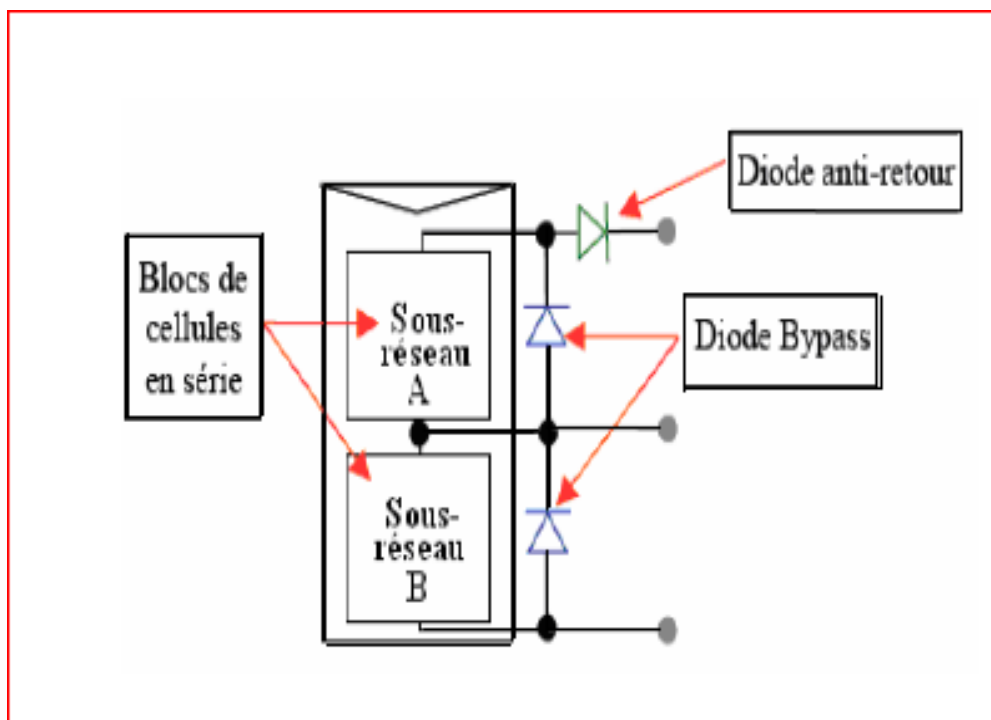 Diode anti-retour
Blocs de
cellules
en série
Sous-
réseau
A
Diode Bypass
Sous-
réseau
B